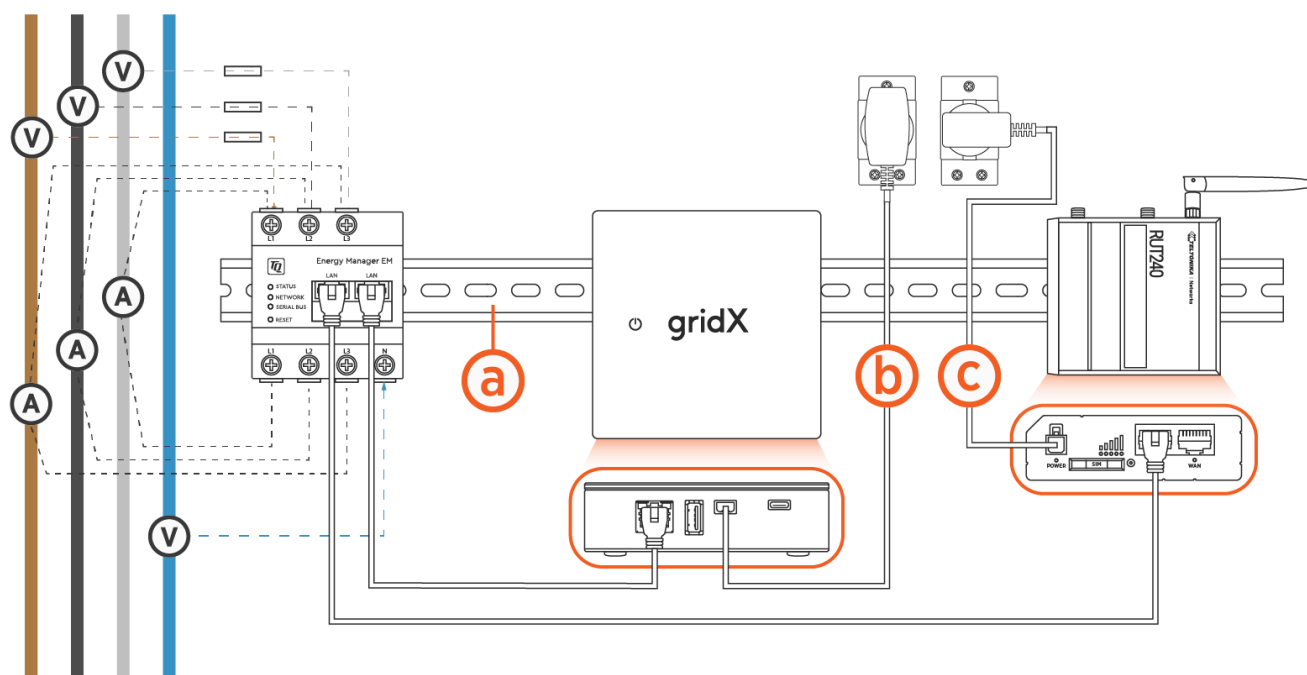 V
V
V
V
A
A
A
L1 L2 L3
TQ
Energy Manager EM
LAN LAN
STATUS
NETWORK
SERIAL BUS
RESET
L1 L2 L3 N
a
gridX
b
c
RUT240
TELTONIKA | Networks
POWER
SIM
WAN